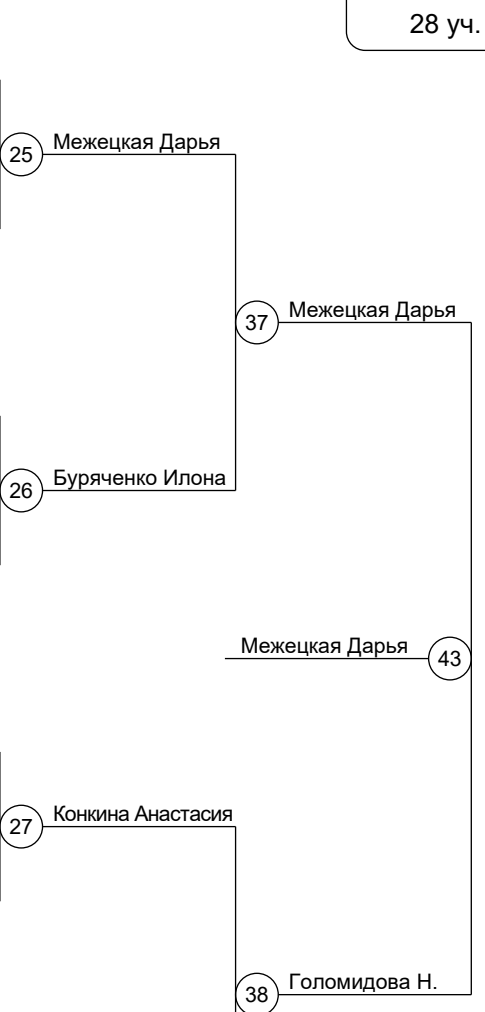 28 уч.
25 Межецкая Дарья
37 Межецкая Дарья
26 Буряченко Илона
Межецкая Дарья 43
27 Конкина Анастасия
38 Голомидова Н.